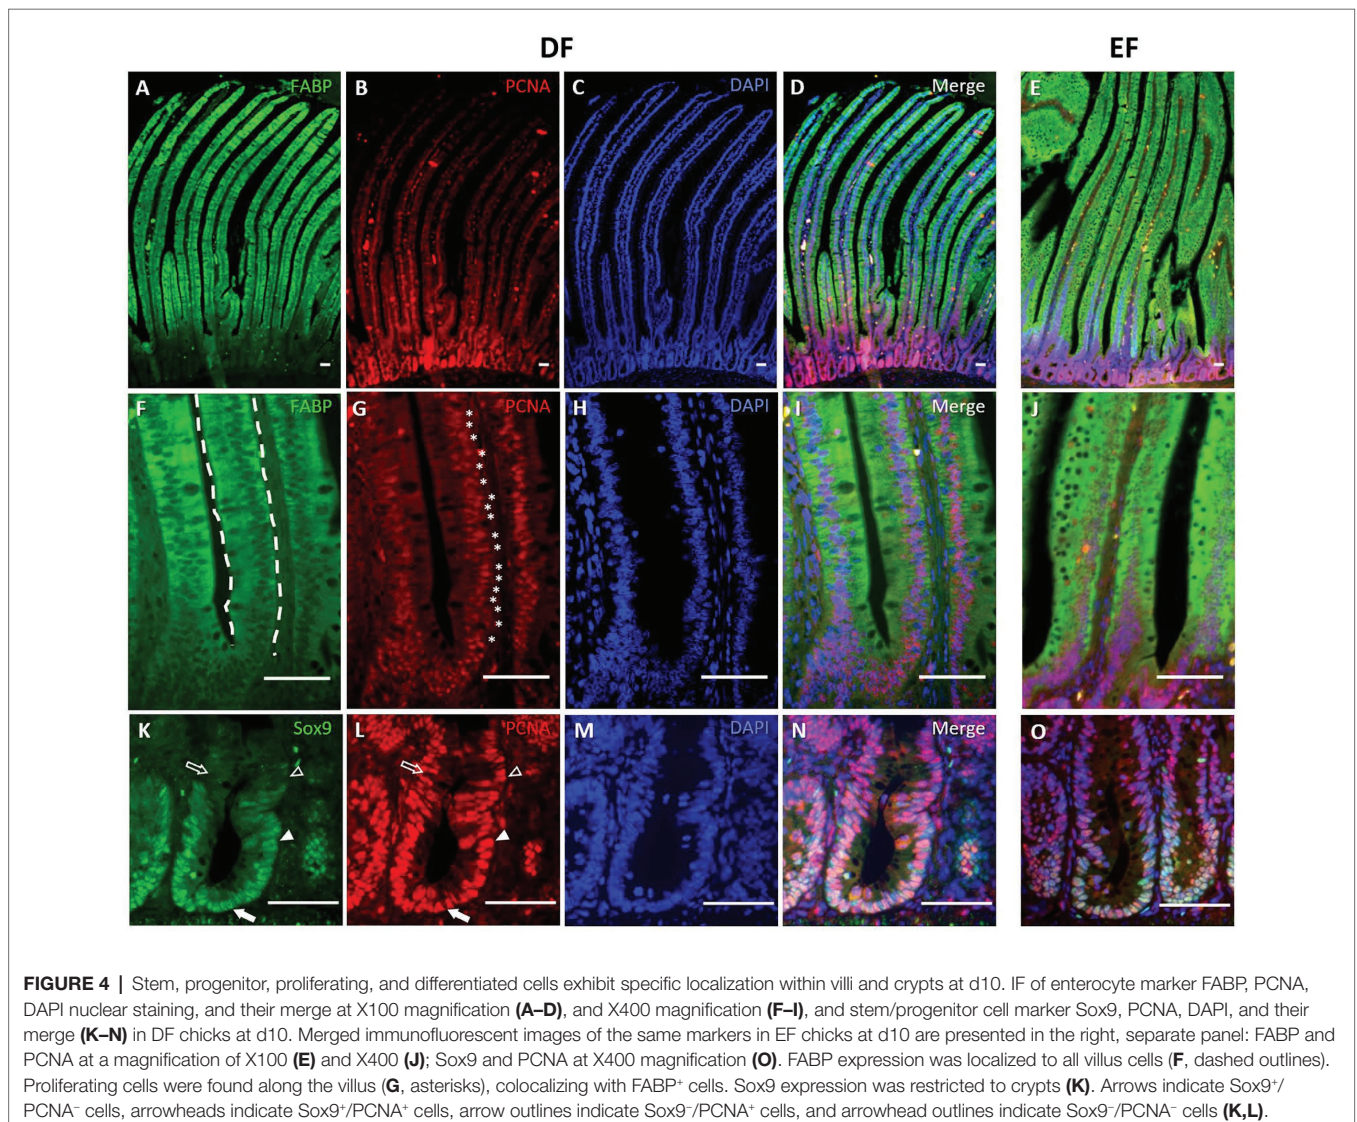 DF
EF
A FABP
B PCNA
C DAPI
D Merge
E
F FABP
G PCNA
* * * * * * * * * * * * * * * * * *
H DAPI
I Merge
J
K Sox9
L PCNA
M DAPI
N Merge
O
FIGURE 4 | Stem, progenitor, proliferating, and differentiated cells exhibit specific localization within villi and crypts at d10. IF of enterocyte marker FABP, PCNA,
DAPI nuclear staining, and their merge at X100 magnification (A–D), and X400 magnification (F–I), and stem/progenitor cell marker Sox9, PCNA, DAPI, and their
merge (K–N) in DF chicks at d10. Merged immunofluorescent images of the same markers in EF chicks at d10 are presented in the right, separate panel: FABP and
PCNA at a magnification of X100 (E) and X400 (J); Sox9 and PCNA at X400 magnification (O). FABP expression was localized to all villus cells (F, dashed outlines).
Proliferating cells were found along the villus (G, asterisks), colocalizing with FABP⁺ cells. Sox9 expression was restricted to crypts (K). Arrows indicate Sox9⁺/
PCNA⁻ cells, arrowheads indicate Sox9⁺/PCNA⁺ cells, arrow outlines indicate Sox9⁻/PCNA⁺ cells, and arrowhead outlines indicate Sox9⁻/PCNA⁻ cells (K,L).